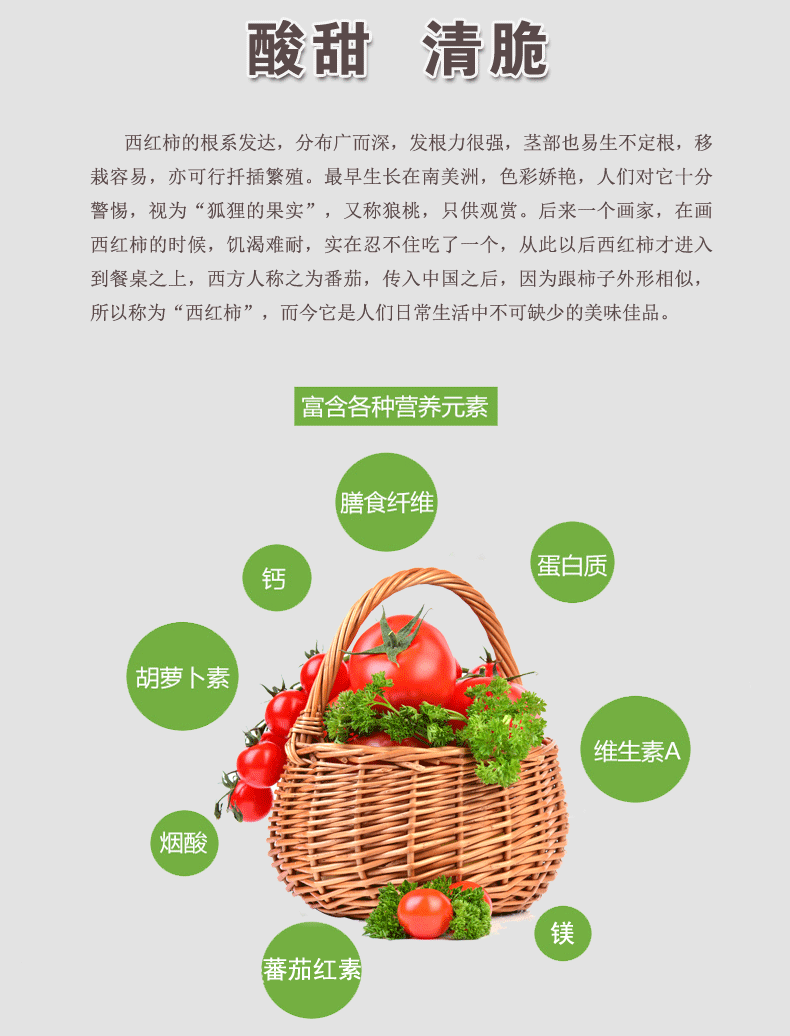 酸甜 清脆
西红柿的根系发达，分布广而深，发根力很强，茎部也易生不定根，移
栽容易，亦可行扦插繁殖。最早生长在南美洲，色彩娇艳，人们对它十分
警惕，视为“狐狸的果实”，又称狼桃，只供观赏。后来一个画家，在画
西红柿的时候，饥渴难耐，实在忍不住吃了一个，从此以后西红柿才进入
到餐桌之上，西方人称之为番茄，传入中国之后，因为跟柿子外形相似，
所以称为“西红柿”，而今它是人们日常生活中不可缺少的美味佳品。
富含各种营养元素
膳食纤维
蛋白质
钙
胡萝卜素
维生素A
烟酸
镁
蕃茄红素